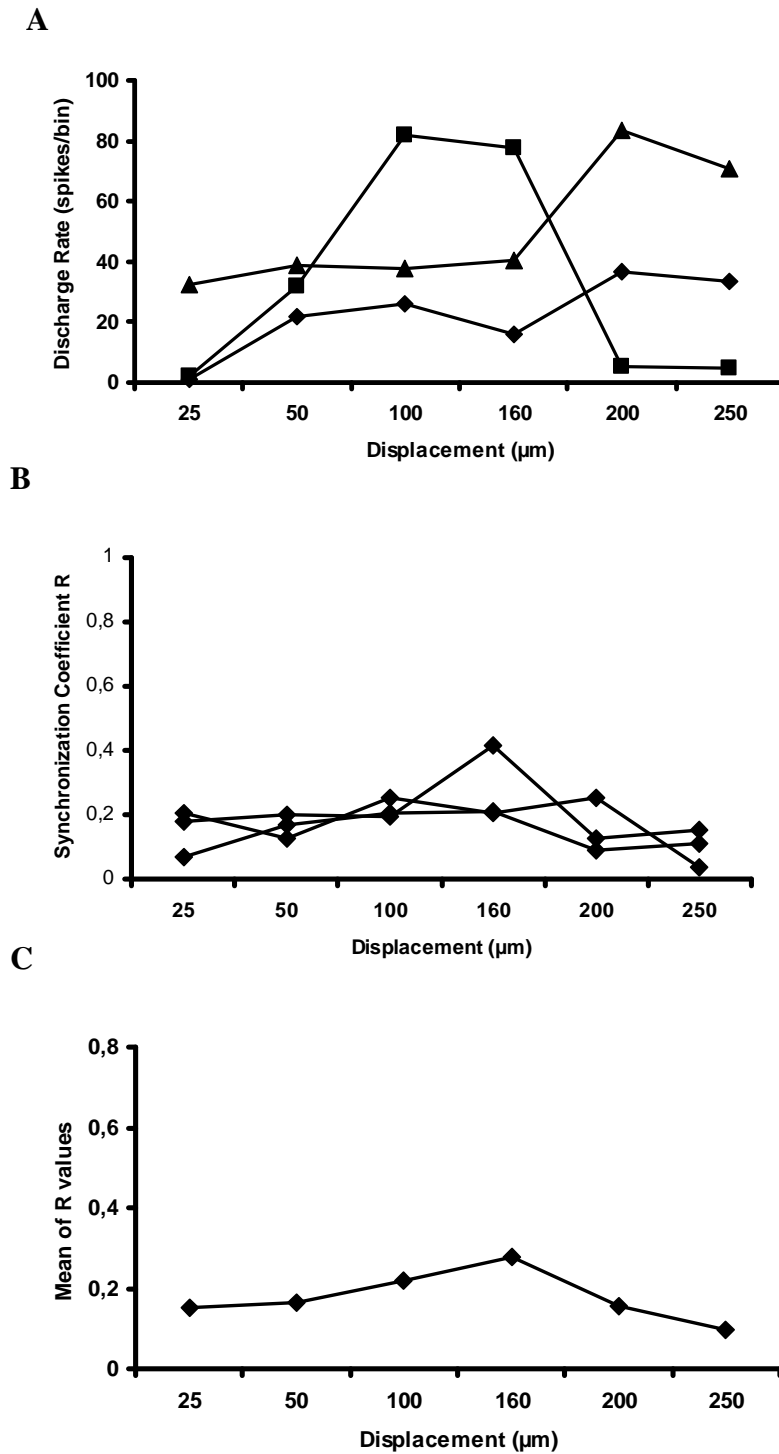 A
Discharge Rate (spikes/bin)
100
80
60
40
20
0
25 50 100 160 200 250
Displacement (µm)
B
Synchronization Coefficient R
1
0,8
0,6
0,4
0,2
0
25 50 100 160 200 250
Displacement (µm)
C
Mean of R values
0,8
0,6
0,4
0,2
0
25 50 100 160 200 250
Displacement (µm)